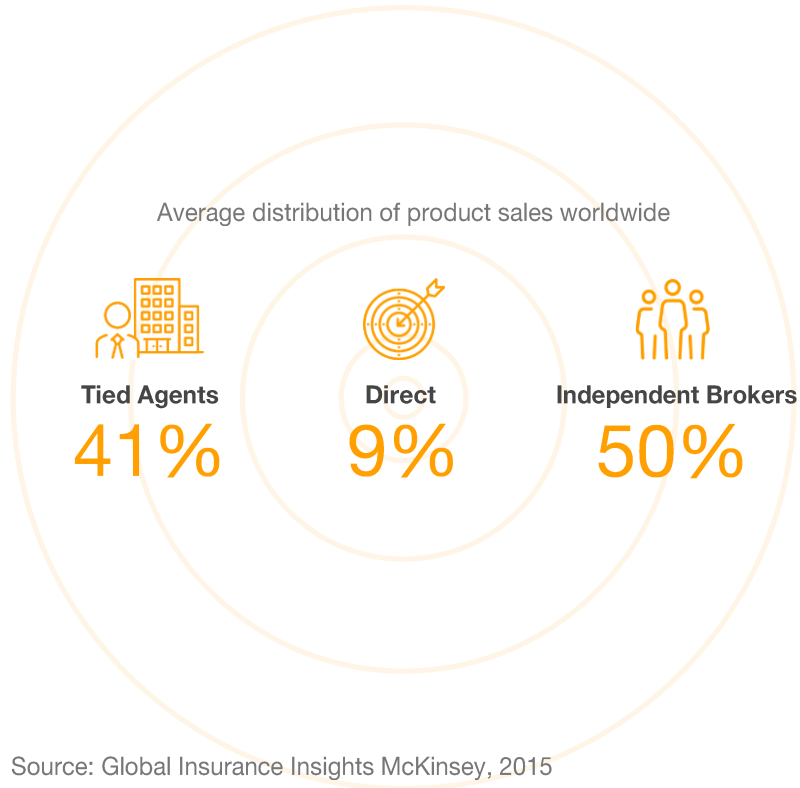 Average distribution of product sales worldwide
Tied Agents
41%
Direct
9%
Independent Brokers
50%
Source: Global Insurance Insights McKinsey, 2015